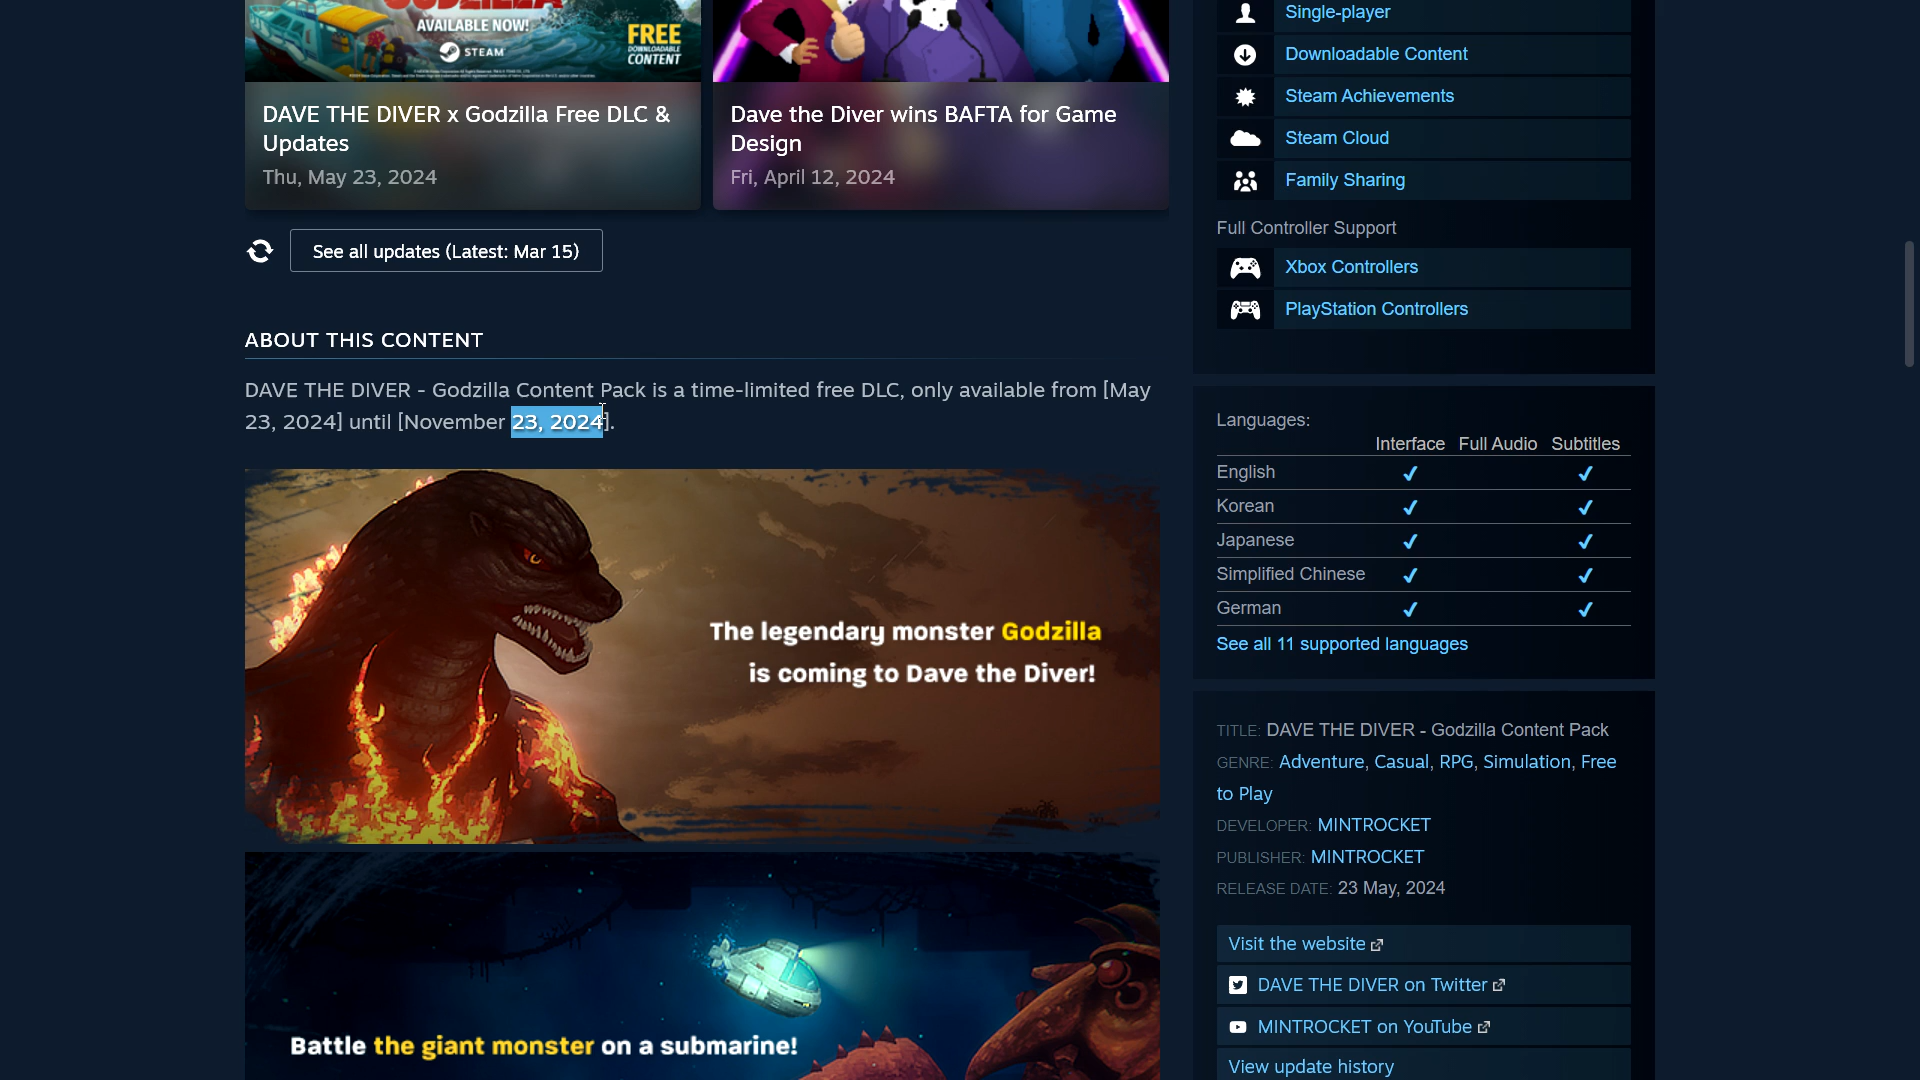 AVAILABLE NOW!
STEAM
FREE
DOWNLOADABLE
CONTENT
DAVE THE DIVER x Godzilla Free DLC &
Updates
Thu, May 23, 2024
Dave the Diver wins BAFTA for Game
Design
Fri, April 12, 2024
See all updates (Latest: Mar 15)
ABOUT THIS CONTENT
DAVE THE DIVER - Godzilla Content Pack is a time-limited free DLC, only available from [May
23, 2024] until [November 23, 2024].
The legendary monster Godzilla
is coming to Dave the Diver!
Battle the giant monster on a submarine!
Single-player
Downloadable Content
Steam Achievements
Steam Cloud
Family Sharing
Full Controller Support
Xbox Controllers
PlayStation Controllers
Languages:
Interface Full Audio Subtitles
English ✔ ✔
Korean ✔ ✔
Japanese ✔ ✔
Simplified Chinese ✔ ✔
German ✔ ✔
See all 11 supported languages
TITLE: DAVE THE DIVER - Godzilla Content Pack
GENRE: Adventure, Casual, RPG, Simulation, Free
to Play
DEVELOPER: MINTROCKET
PUBLISHER: MINTROCKET
RELEASE DATE: 23 May, 2024
Visit the website
DAVE THE DIVER on Twitter
MINTROCKET on YouTube
View update history